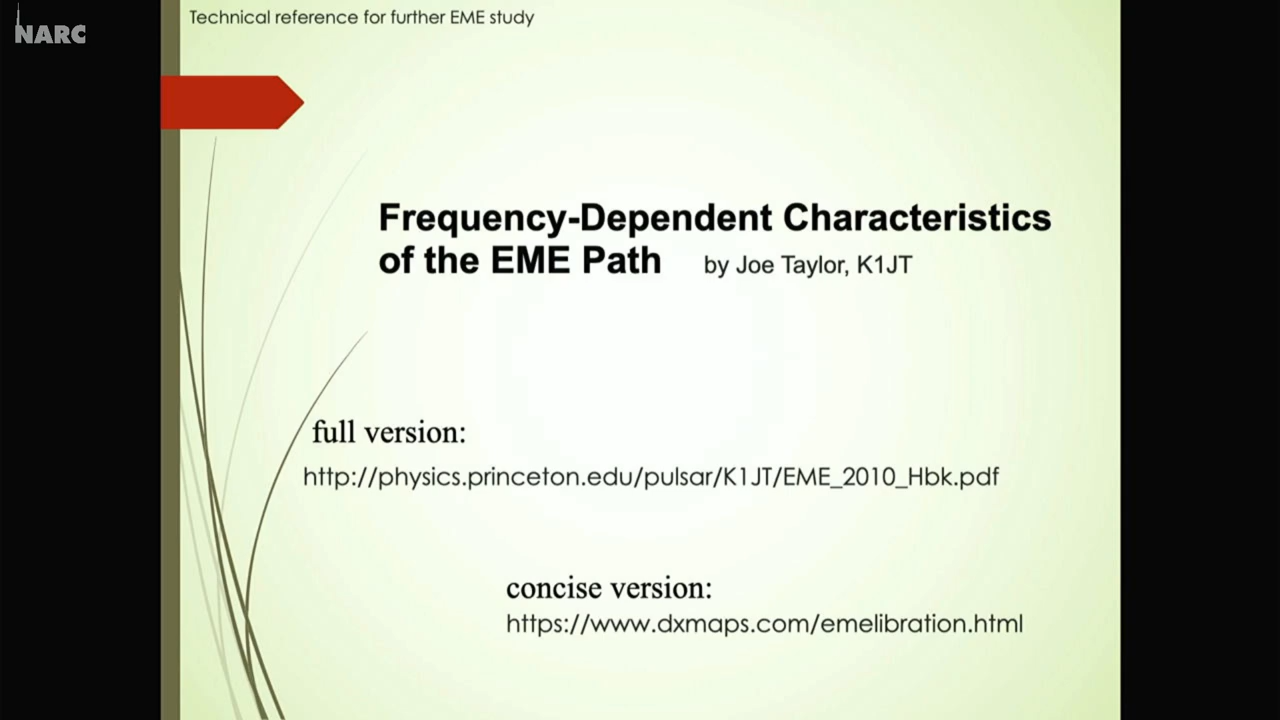 NARC
Technical reference for further EME study
Frequency-Dependent Characteristics
of the EME Path by Joe Taylor, K1JT
full version:
http://physics.princeton.edu/pulsar/K1JT/EME_2010_Hbk.pdf
concise version:
https://www.dxmaps.com/emelibration.html